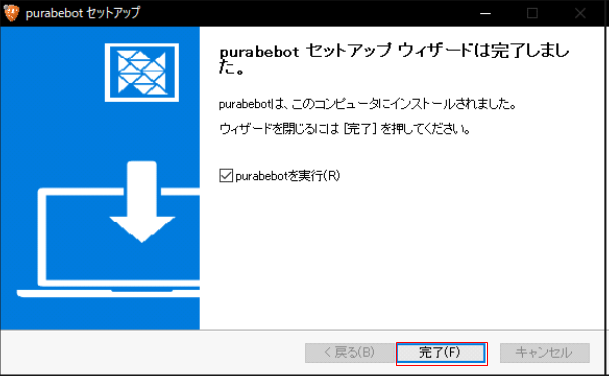 purabebot セットアップ
purabebot セットアップ ウィザードは完了しまし
た。
purabebotは、このコンピュータにインストールされました。
ウィザードを閉じるには [完了] を押してください。
purabebotを実行(R)
< 戻る(B)
完了(F)
キャンセル